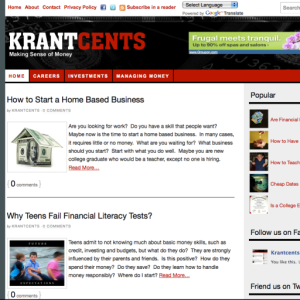 Home About Contact Privacy Policy Subscribe in a reader
Select Language
Powered by Google Translate
Search
KRANTCENTS
Making Sense of Money
Frugal meets tranquil.
Up to 90% off spas and salons.
HOME CAREERS INVESTMENTS MANAGING MONEY
How to Start a Home Based Business
by KRANTCENTS 0 COMMENTS
Are you looking for work? Do you have a skill that people want?
Maybe now is the time to start a home based business. In many cases,
it requires little or no money. What are you waiting for? What business
should you start? Start with what you do well. Maybe you are new
college graduate who would be a teacher, except no one is hiring.
Read More...
{ 0 comments }
Why Teens Fail Financial Literacy Tests?
by KRANTCENTS 0 COMMENTS
Teens admit to not knowing much about basic money skills, such as
credit, investing and budgets, but what do they do? They are strongly
influenced by their parents and friends. Is this positive? How do they
spend their money? Do they save? Do they learn how to handle
money responsibly? Where do I start? Read More...
{ 0 comments }
Popular
Are Financial
How to Have
How to Teach
Cheap Dates
Is a College E
Follow us on Fa
Krantcents
You like this.
Friend us on Tw